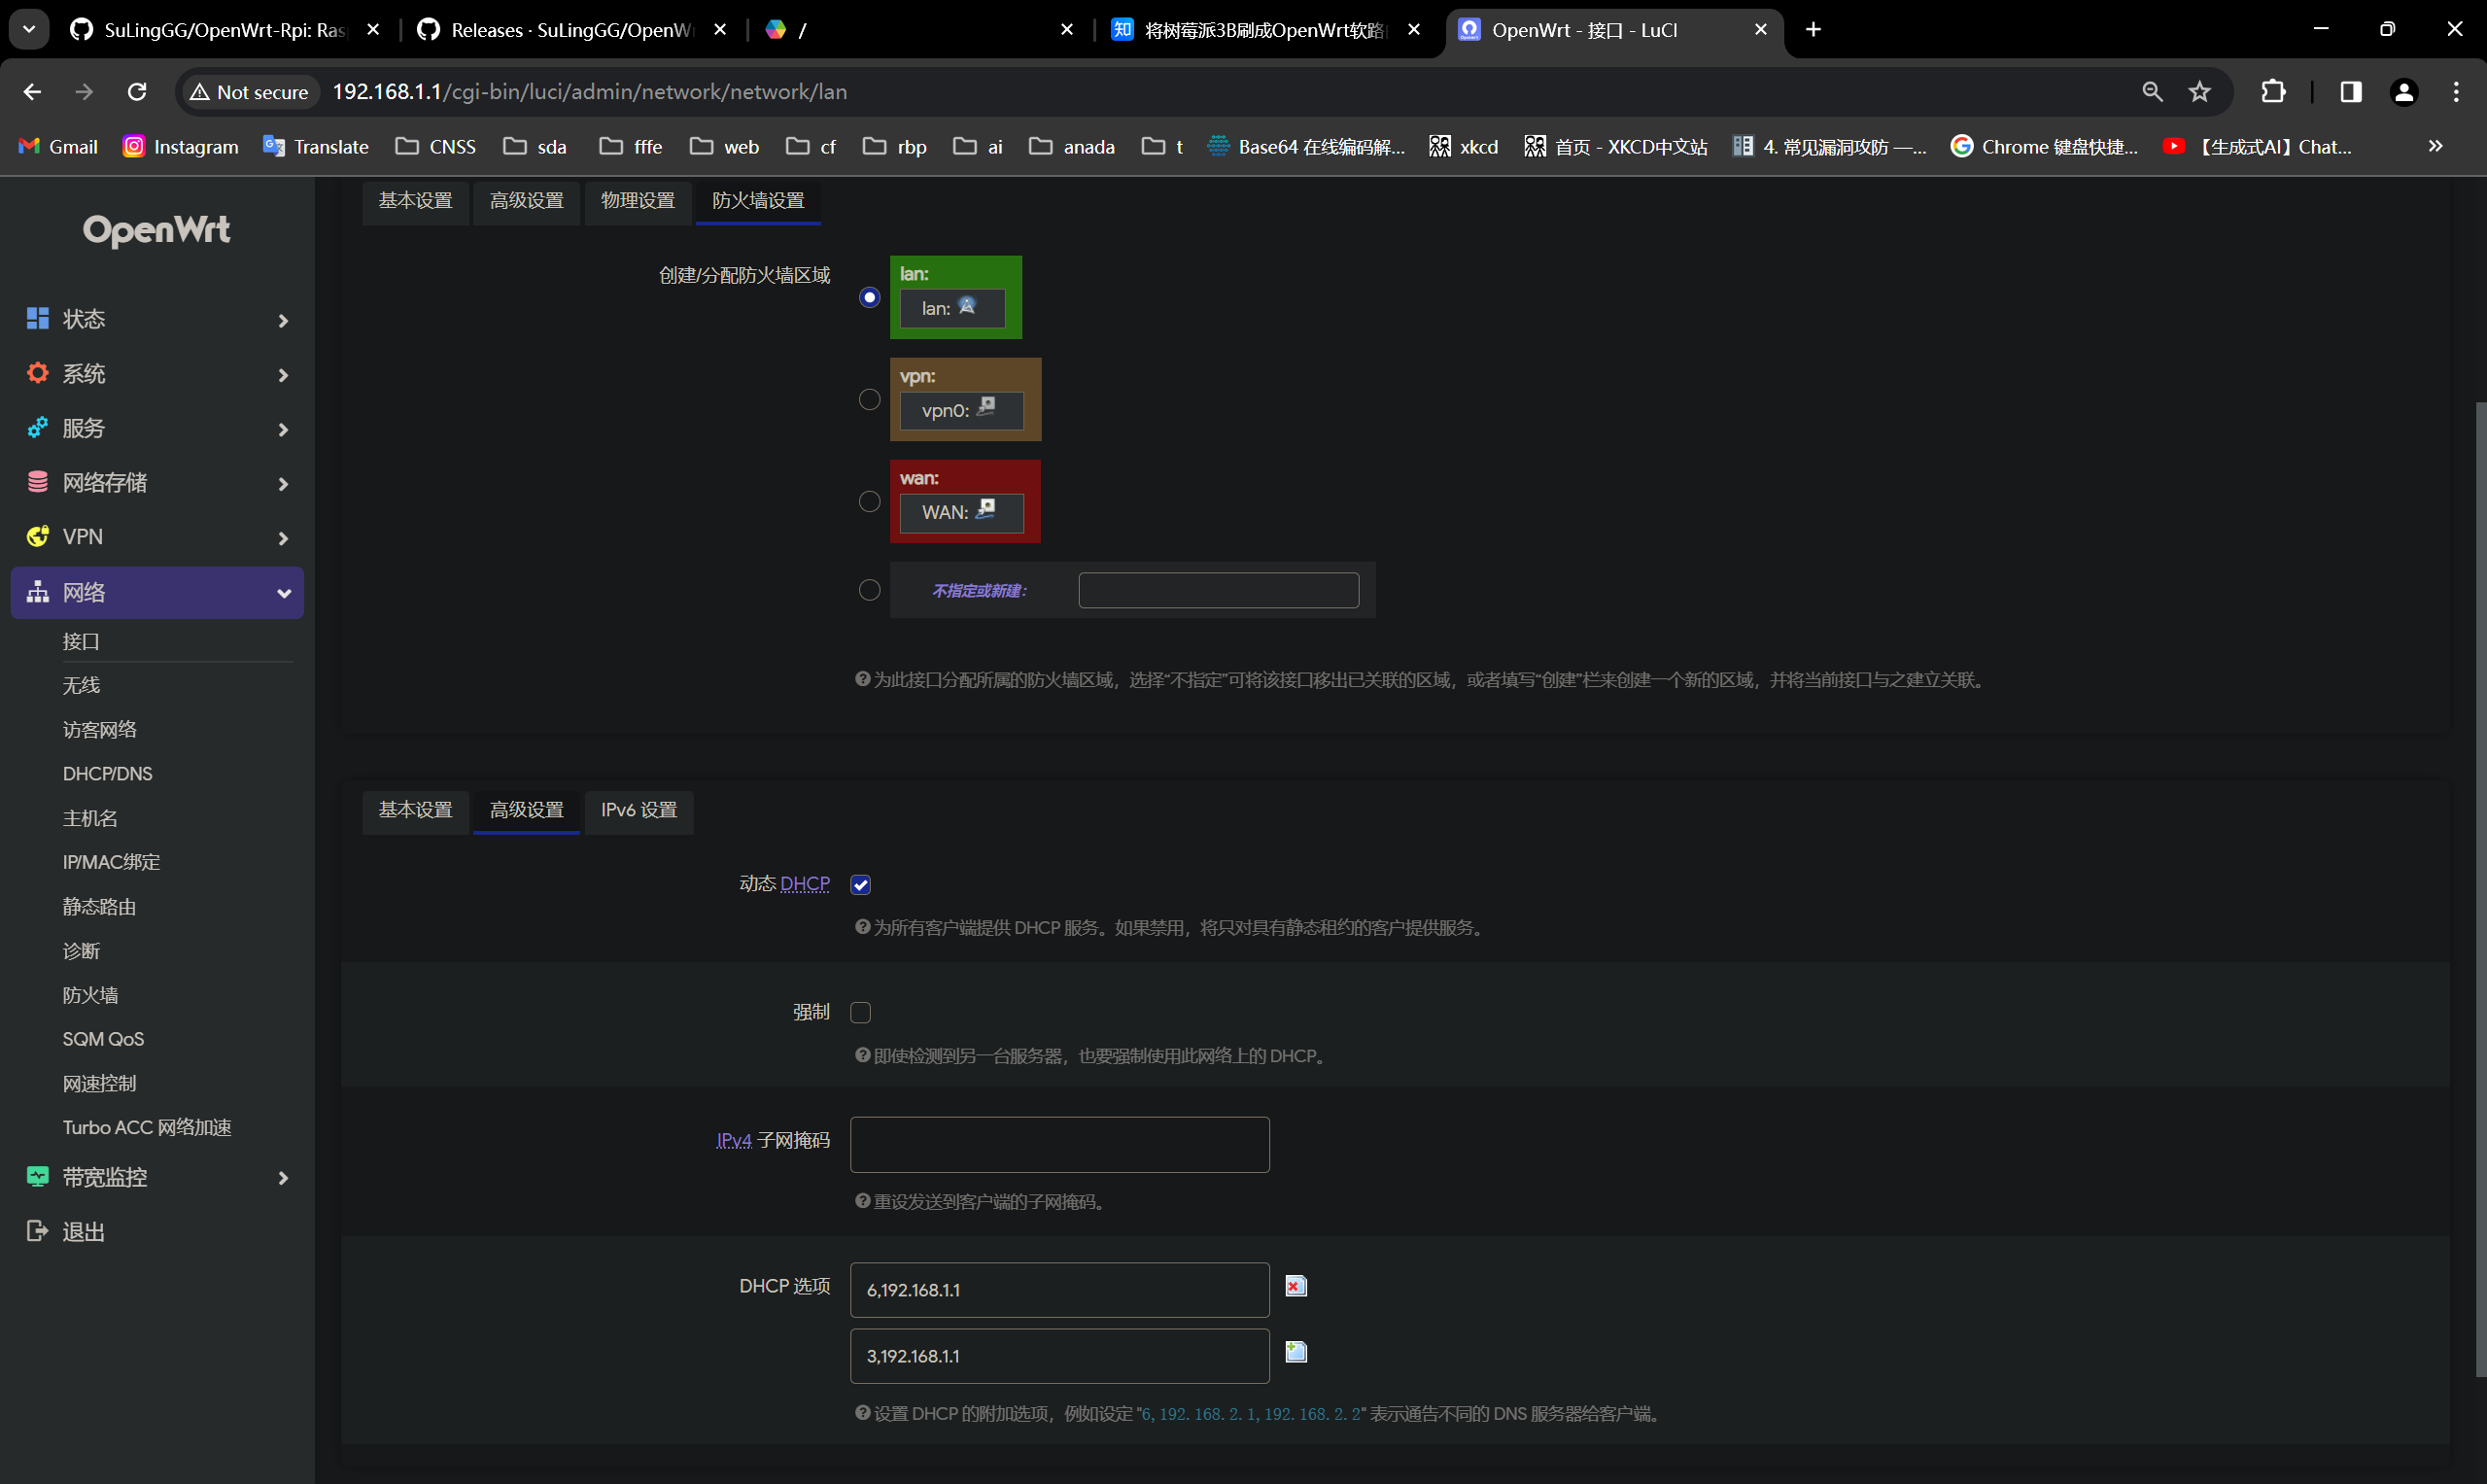 SuLingGG/OpenWrt-Rpi: Ras
Releases · SuLingGG/OpenW
/
将树莓派3B刷成OpenWrt软路
OpenWrt - 接口 - LuCI
Not secure
192.168.1.1/cgi-bin/luci/admin/network/network/lan
Gmail
Instagram
Translate
CNSS
sda
fffe
web
cf
rbp
ai
anada
t
Base64 在线编码解...
xkcd
首页 - XKCD中文站
4. 常见漏洞攻防 —...
Chrome 键盘快捷...
【生成式AI】Chat...
OpenWrt
状态
系统
服务
网络存储
VPN
网络
接口
无线
访客网络
DHCP/DNS
主机名
IP/MAC绑定
静态路由
诊断
防火墙
SQM QoS
网速控制
Turbo ACC 网络加速
带宽监控
退出
基本设置
高级设置
物理设置
防火墙设置
创建/分配防火墙区域
lan:
lan:
vpn:
vpn0:
wan:
WAN:
不指定或新建:
为此接口分配所属的防火墙区域，选择“不指定”可将该接口移出已关联的区域，或者填写“创建”栏来创建一个新的区域，并将当前接口与之建立关联。
基本设置
高级设置
IPv6 设置
动态 DHCP
为所有客户端提供 DHCP 服务。如果禁用，将只对具有静态租约的客户提供服务。
强制
即使检测到另一台服务器，也要强制使用此网络上的 DHCP。
IPv4 子网掩码
重设发送到客户端的子网掩码。
DHCP 选项
6,192.168.1.1
3,192.168.1.1
设置 DHCP 的附加选项，例如设定 "6,192.168.2.1,192.168.2.2" 表示通告不同的 DNS 服务器给客户端。